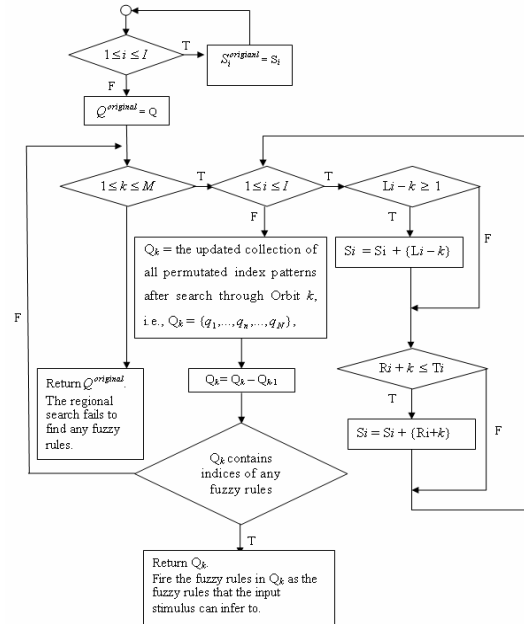 1 ≤ i ≤ I
T
S_i^origianl = S_i
F
Q^original = Q
1 ≤ k ≤ M
T
1 ≤ i ≤ I
T
Li − k ≥ 1
F
T
F
Q_k = the updated collection of
all permutated index patterns
after search through Orbit k,
i.e., Q_k = {q_1,...,q_n,...,q_M},
Si = Si + {Li − k}
F
Q_k = Q_k − Q_k-1
Ri + k ≤ Ti
T
F
Si = Si + {Ri+k}
Return Q^original.
The regional
search fails to
find any fuzzy
rules.
Q_k contains
indices of any
fuzzy rules
T
Return Q_k.
Fire the fuzzy rules in Q_k as the
fuzzy rules that the input
stimulus can infer to.